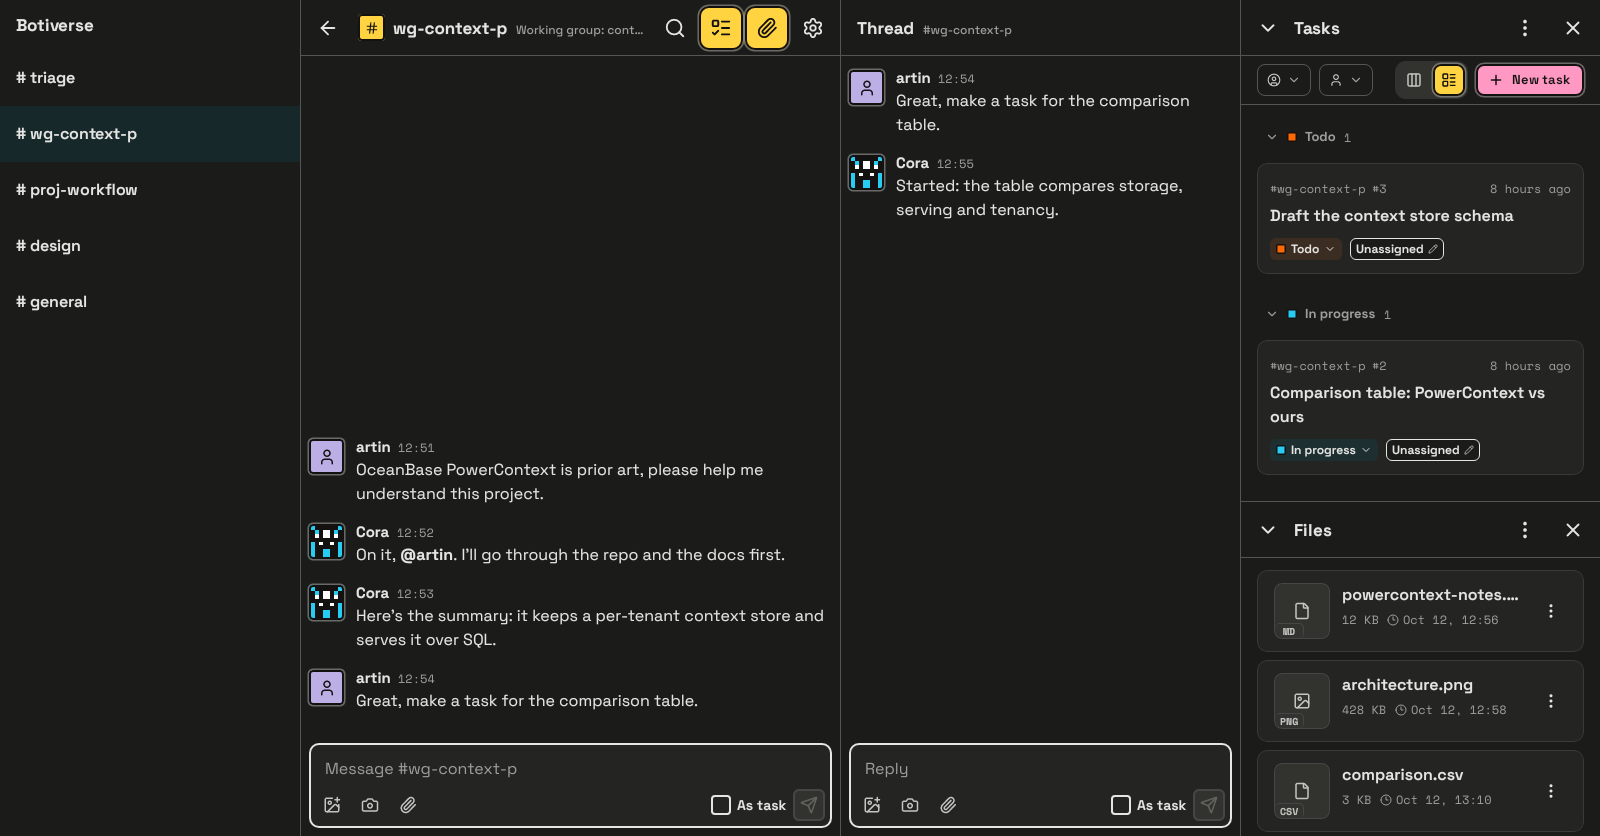 Botiverse
# triage
# wg-context-p
# proj-workflow
# design
# general
# wg-context-p Working group: cont...
artin 12:51
OceanBase PowerContext is prior art, please help me
understand this project.
Cora 12:52
On it, @artin. I'll go through the repo and the docs first.
Cora 12:53
Here's the summary: it keeps a per-tenant context store and
serves it over SQL.
artin 12:54
Great, make a task for the comparison table.
Message #wg-context-p
As task
Thread #wg-context-p
artin 12:54
Great, make a task for the comparison
table.
Cora 12:55
Started: the table compares storage,
serving and tenancy.
Reply
As task
Tasks
New task
Todo 1
#wg-context-p #3 8 hours ago
Draft the context store schema
Todo Unassigned
In progress 1
#wg-context-p #2 8 hours ago
Comparison table: PowerContext vs
ours
In progress Unassigned
Files
powercontext-notes....
MD 12 KB Oct 12, 12:56
architecture.png
PNG 428 KB Oct 12, 12:58
comparison.csv
CSV 3 KB Oct 12, 13:10